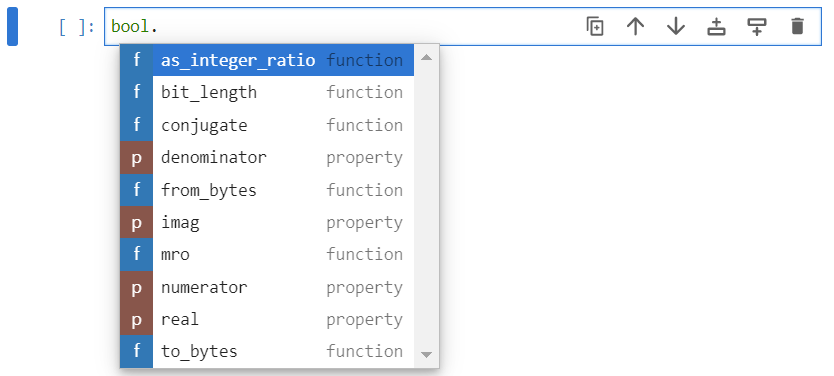 [ ]: bool.
f as_integer_ratio function
f bit_length function
f conjugate function
p denominator property
f from_bytes function
p imag property
f mro function
p numerator property
p real property
f to_bytes function